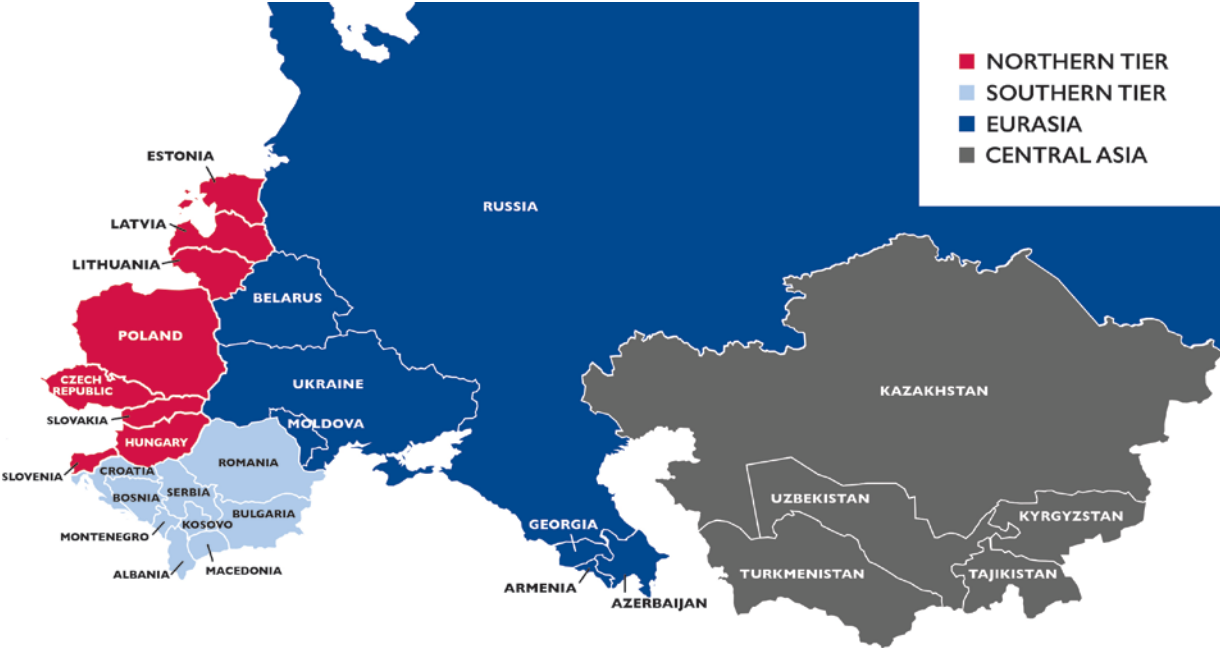 NORTHERN TIER
SOUTHERN TIER
EURASIA
CENTRAL ASIA
ESTONIA
RUSSIA
LATVIA
LITHUANIA
BELARUS
POLAND
CZECH
REPUBLIC
UKRAINE
KAZAKHSTAN
SLOVAKIA
MOLDOVA
HUNGARY
ROMANIA
SLOVENIA
CROATIA
BOSNIA
SERBIA
UZBEKISTAN
BULGARIA
KYRGYZSTAN
KOSOVO
GEORGIA
MONTENEGRO
MACEDONIA
ALBANIA
TURKMENISTAN
TAJIKISTAN
ARMENIA
AZERBAIJAN